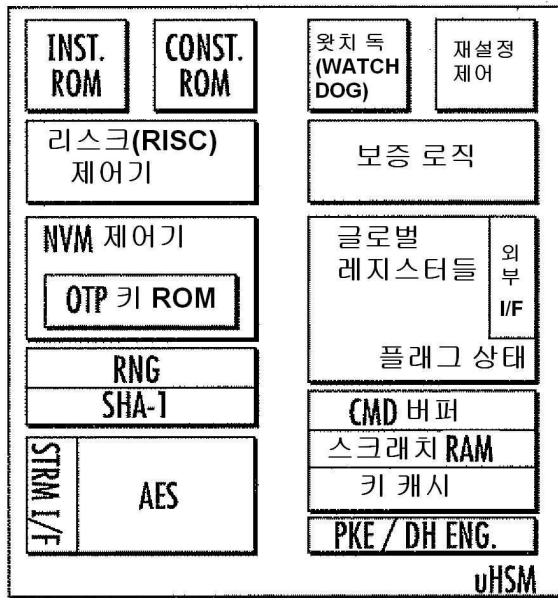 INST.
ROM
CONST.
ROM
왓치 독
(WATCH
DOG)
재설정
제어
리스크(RISC)
제어기
보증 로직
NVM 제어기
OTP 키 ROM
글로벌
레지스터들
외
부
I/F
플래그 상태
RNG
SHA-1
CMD 버퍼
스크래치 RAM
키 캐시
STRM I/F
AES
PKE / DH ENG.
uHSM